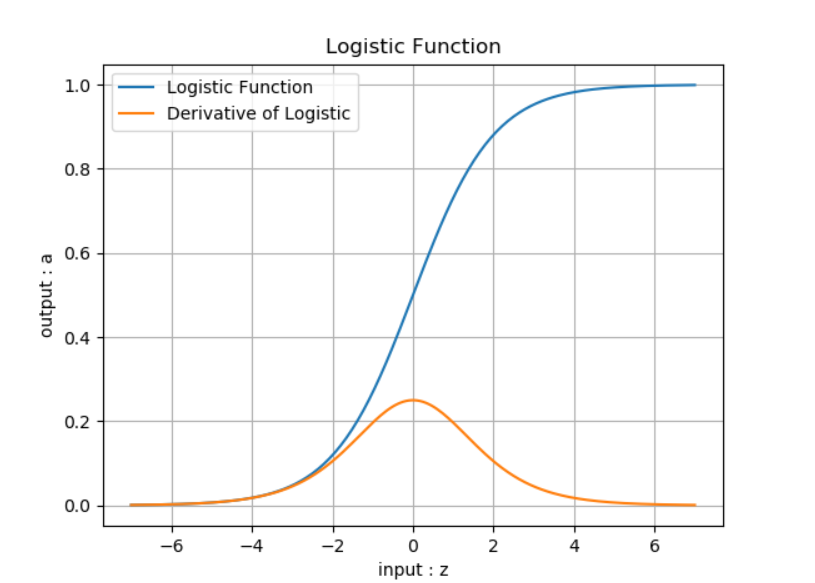 Logistic Function
Logistic Function
Derivative of Logistic
1.0
0.8
0.6
0.4
0.2
0.0
output : a
−6 −4 −2 0 2 4 6
input : z